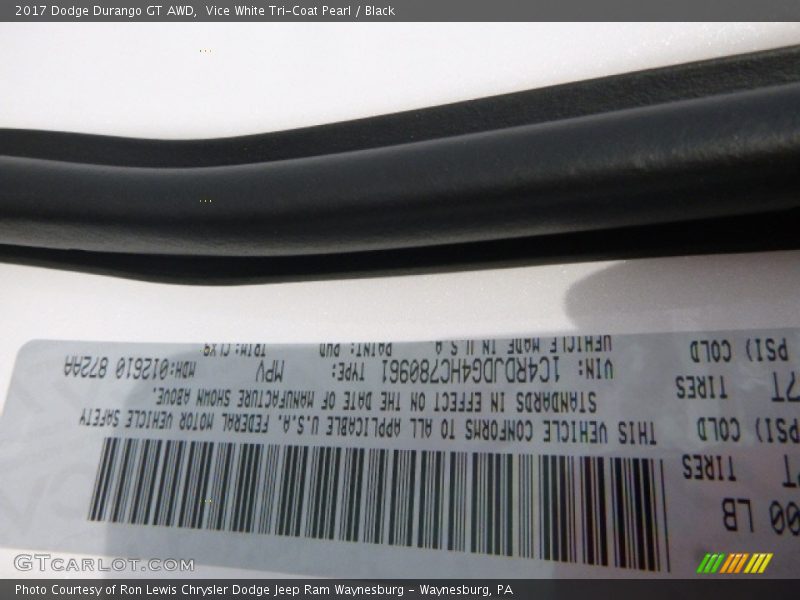 2017 Dodge Durango GT AWD,  Vice White Tri-Coat Pearl / Black
00 LB
TIRES
PSI) COLD
THIS VEHICLE CONFORMS TO ALL APPLICABLE U.S.A. FEDERAL MOTOR VEHICLE SAFETY
STANDARDS IN EFFECT ON THE DATE OF MANUFACTURE SHOWN ABOVE.
TIRES
PSI) COLD
VIN: 1C4RDJDG4HC780961 TYPE: MPV MDH:012610 872AA
VEHICLE MADE IN U.S.A. PAINT: TRIM:
GTCARLOT.COM
Photo Courtesy of Ron Lewis Chrysler Dodge Jeep Ram Waynesburg - Waynesburg, PA